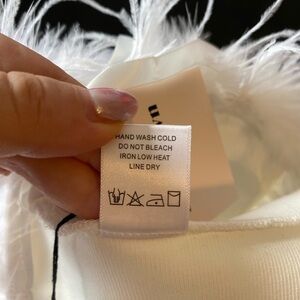 HAND WASH COLD
DO NOT BLEACH
IRON LOW HEAT
LINE DRY